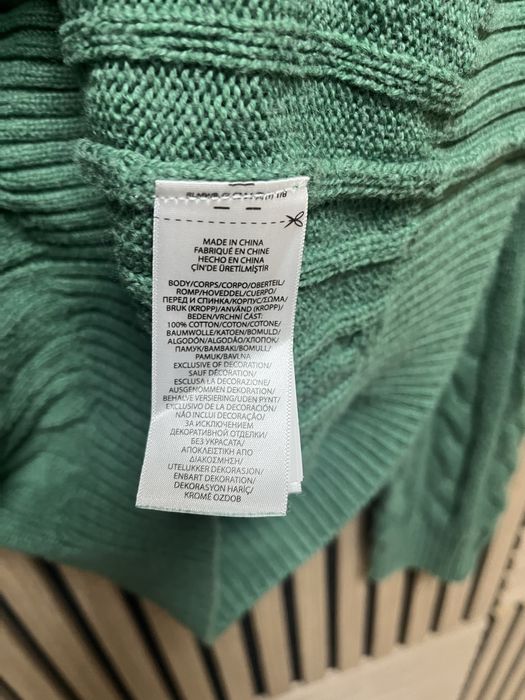 MADE IN CHINA
FABRIQUÉ EN CHINE
HECHO EN CHINA
ÇİN'DE ÜRETİLMİŞTİR
BODY/CORPS/CORPO/OBERTEIL/
ROMP/HOVEDDEL/CUERPO/
ПЕРЕД И СПИНКА/КОРПУС/ΣΩΜΑ/
BRUK (KROPP)/ANVÄND (KROPP)/
BEDEN/VRCHNÍ ČÁST:
100% COTTON/COTON/COTONE/
BAUMWOLLE/KATOEN/BOMULD/
ALGODÓN/ALGODÃO/ХЛОПОК/
ПАМУК/ΒΑΜΒΑΚΙ/BOMULL/
PAMUK/BAVLNA
EXCLUSIVE OF DECORATION/
SAUF DÉCORATION/
ESCLUSA LA DECORAZIONE/
AUSGENOMMEN DEKORATION/
BEHALVE VERSIERING/UDEN PYNT/
EXCLUSIVO DE LA DECORACIÓN/
NÃO INCLUI DECORAÇÃO/
ЗА ИСКЛЮЧЕНИЕМ
ДЕКОРАТИВНОЙ ОТДЕЛКИ/
БЕЗ УКРАСАТА/
ΑΠΟΚΛΕΙΣΤΙΚΗ ΑΠΟ
ΔΙΑΚΟΣΜΗΣΗ/
UTELUKKER DEKORASJON/
ENBART DEKORATION/
DEKORASYON HARİÇ/
KROMĚ OZDOB